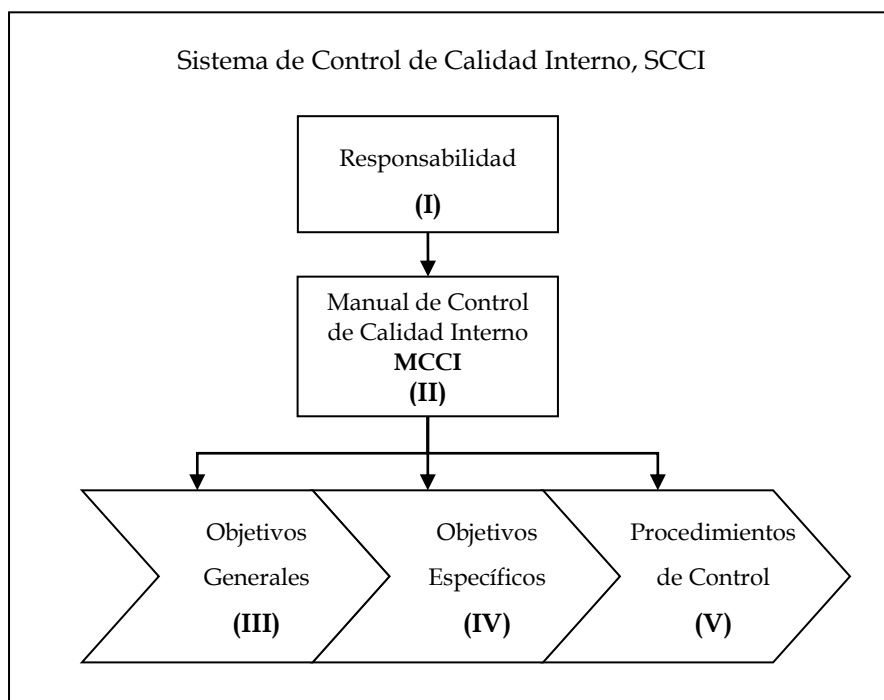 Sistema de Control de Calidad Interno, SCCI
Responsabilidad
(I)
Manual de Control
de Calidad Interno
MCCI
(II)
Objetivos
Generales
(III)
Objetivos
Específicos
(IV)
Procedimientos
de Control
(V)